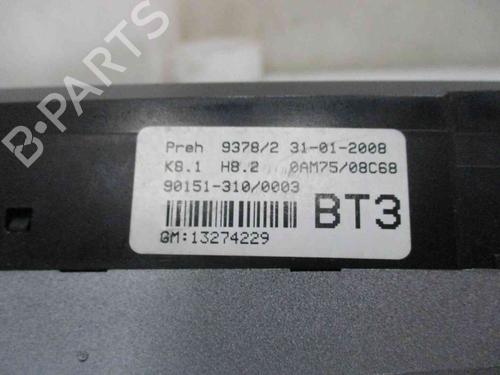 Preh 9378/2 31-01-2008
K8.1 H8.2 0AM75/08C68
90151-310/0003
BT3
GM:13274229
B-Parts